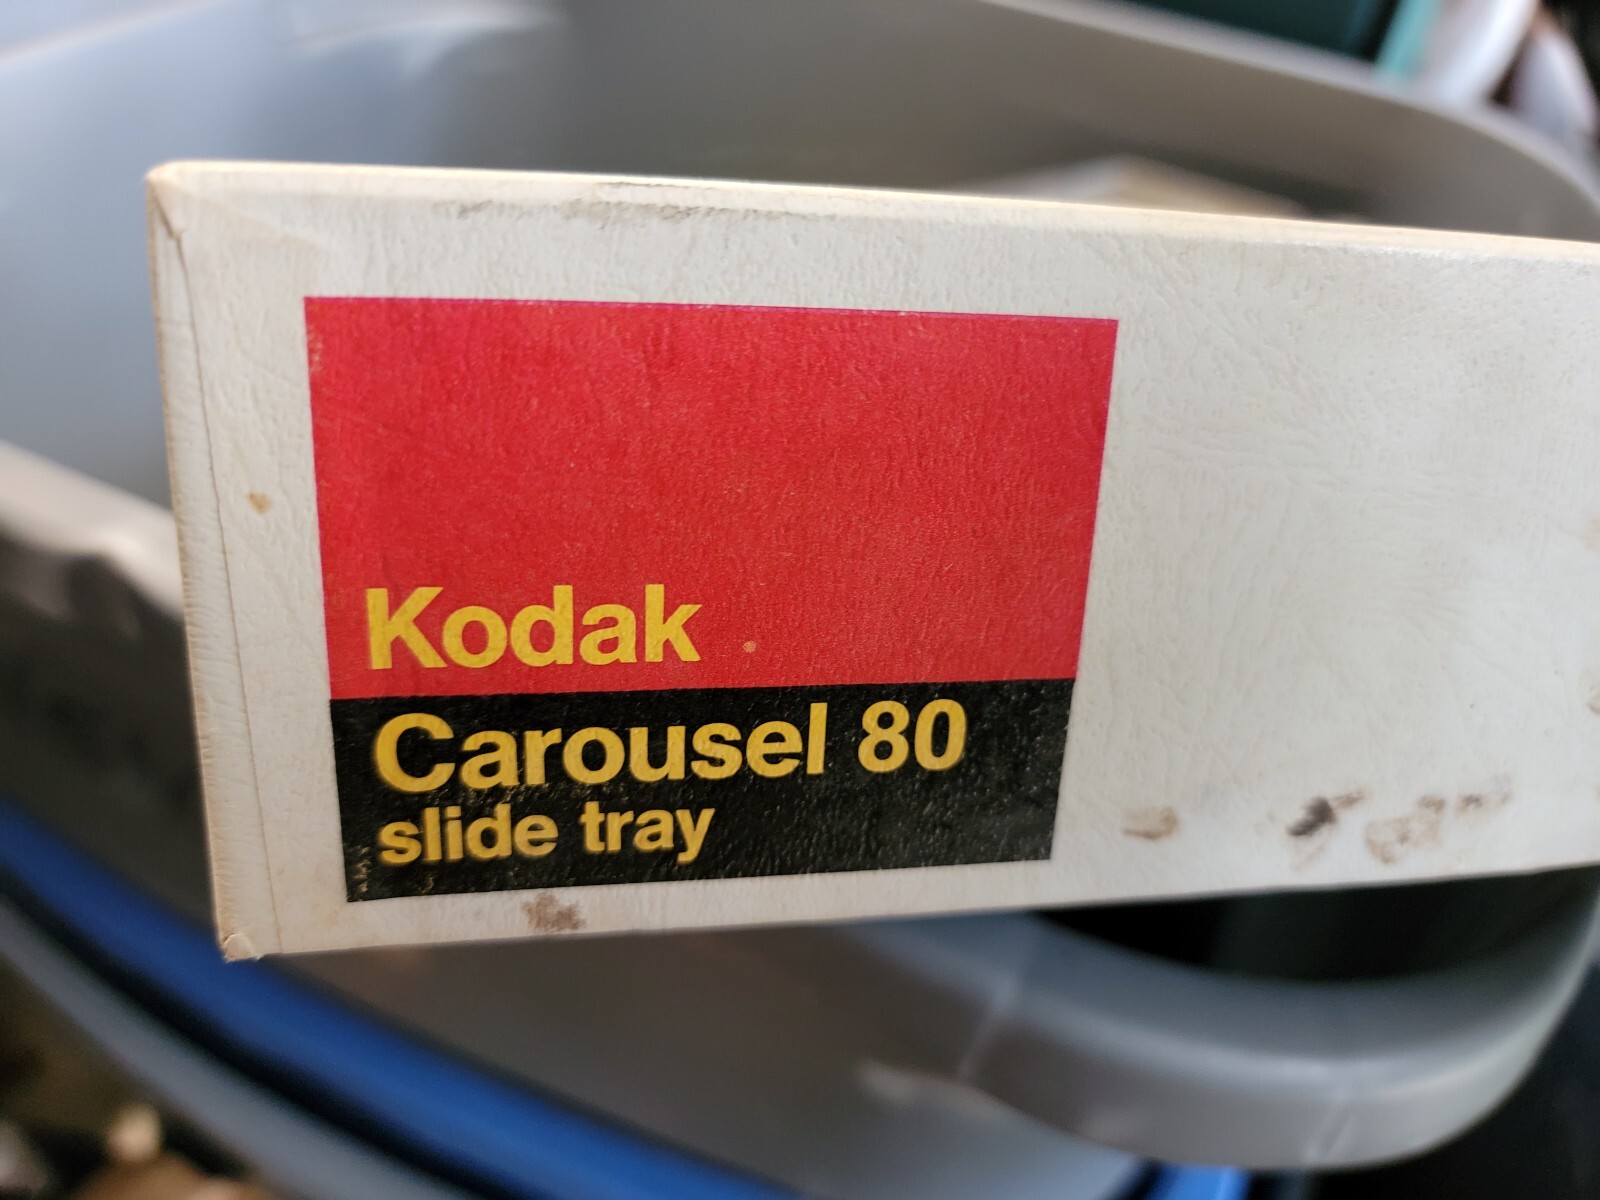 Kodak
Carousel 80
slide tray